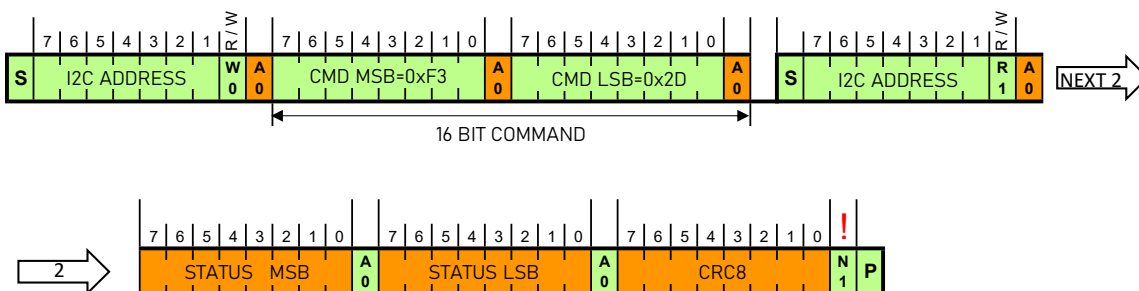 7 6 5 4 3 2 1 R / W 7 6 5 4 3 2 1 0 7 6 5 4 3 2 1 0 7 6 5 4 3 2 1 R / W
S I2C ADDRESS W 0 A 0 CMD MSB=0xF3 A 0 CMD LSB=0x2D A 0 S I2C ADDRESS R 1 A 0 NEXT 2
16 BIT COMMAND
7 6 5 4 3 2 1 0 7 6 5 4 3 2 1 0 7 6 5 4 3 2 1 0 !
2 STATUS MSB A 0 STATUS LSB A 0 CRC8 N 1 P